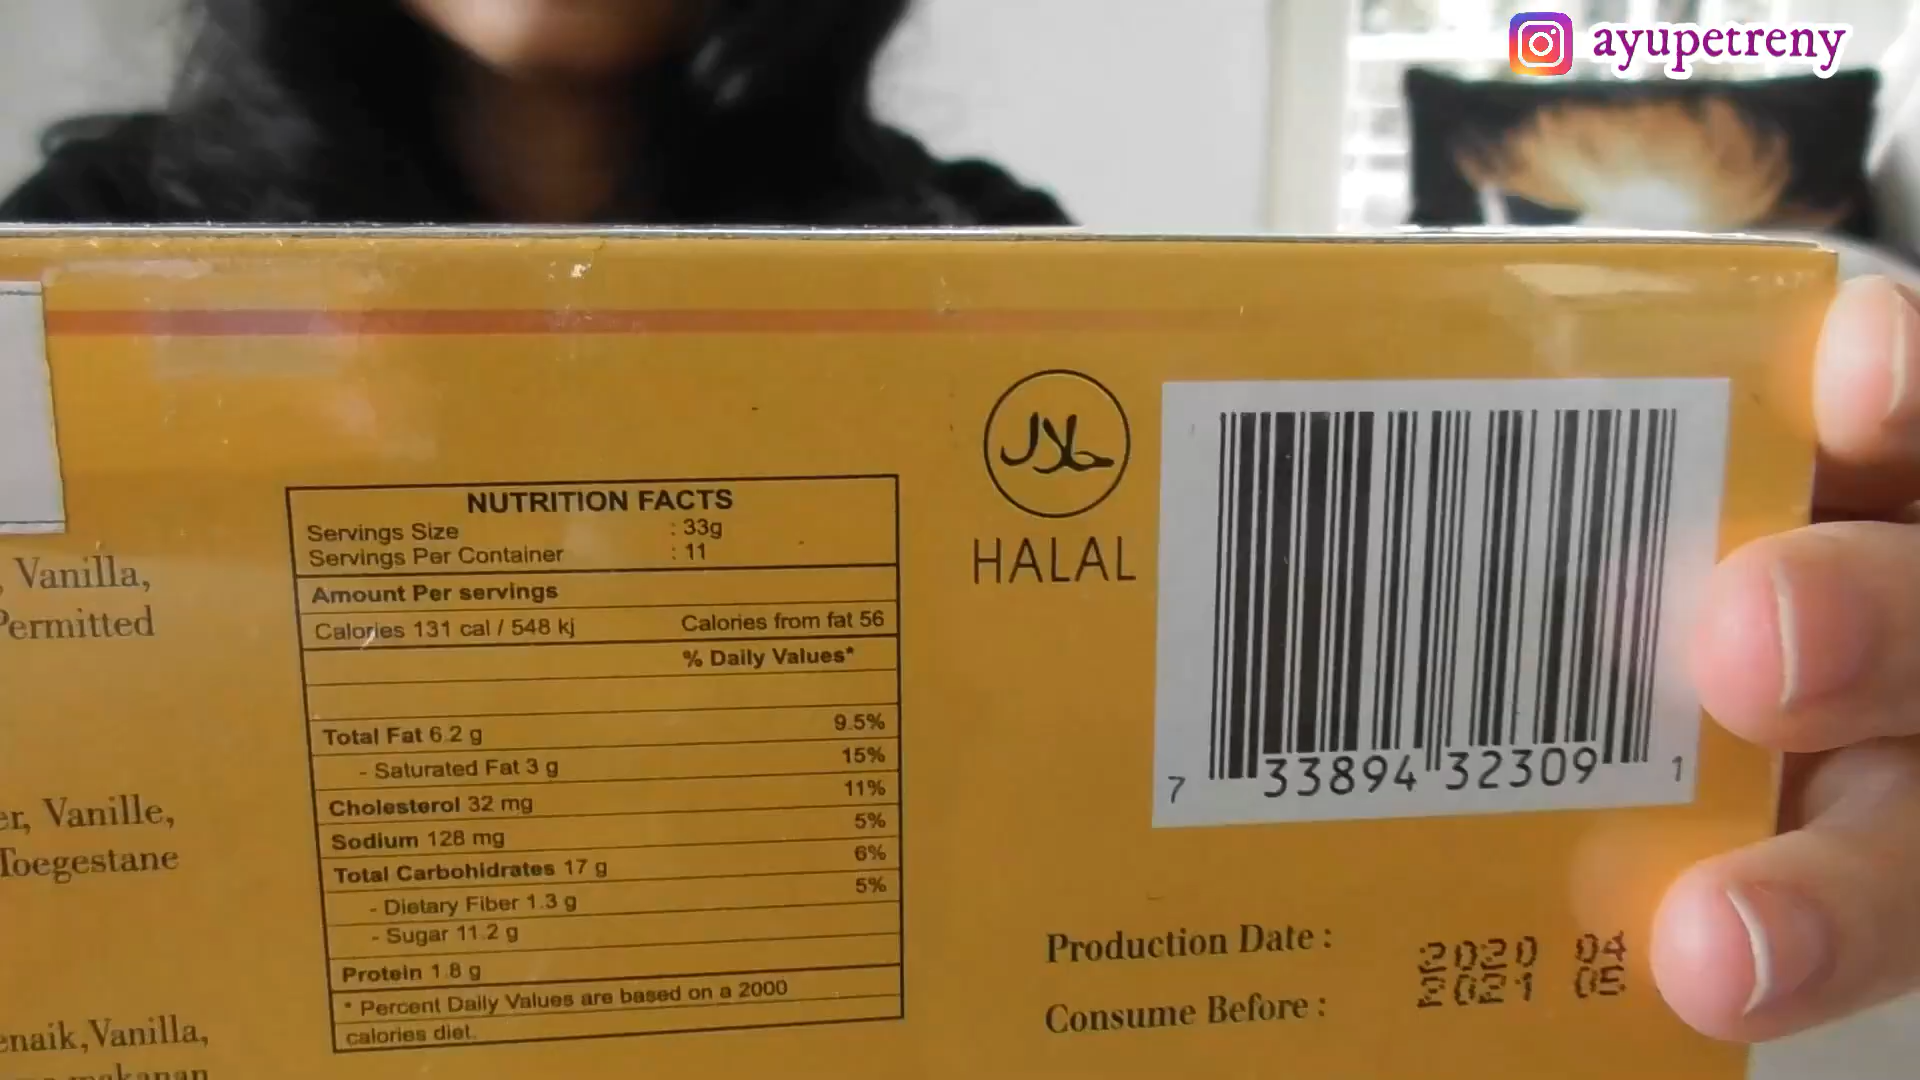 ayupetreny
, Vanilla,
Permitted
er, Vanille,
Toegestane
enaik, Vanilla,
makanan
NUTRITION FACTS
Servings Size : 33g
Servings Per Container : 11
Amount Per servings
Calories 131 cal / 548 kj Calories from fat 56
% Daily Values*
Total Fat 6.2 g 9.5%
- Saturated Fat 3 g 15%
Cholesterol 32 mg 11%
Sodium 128 mg 5%
Total Carbohidrates 17 g 6%
- Dietary Fiber 1.3 g 5%
- Sugar 11.2 g
Protein 1.8 g
* Percent Daily Values are based on a 2000
calories diet.
حلال
HALAL
7 33894 32309 1
Production Date : 2020 04
Consume Before : 2021 05